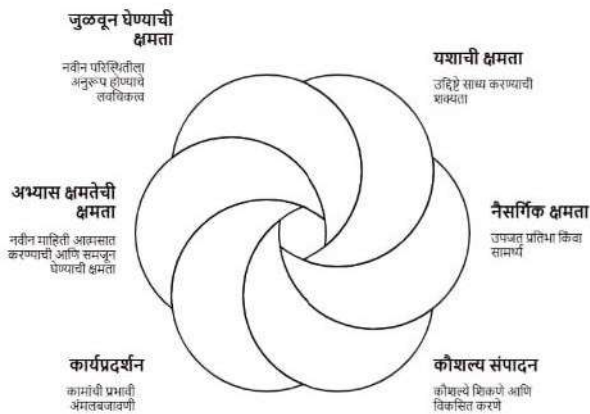 जुळवून घेण्याची
क्षमता
नवीन परिस्थितीला
अनुरूप होण्याचे
लवचिकत्व
यशाची क्षमता
उद्दिष्टे साध्य करण्याची
शक्यता
नैसर्गिक क्षमता
उपजत प्रतिभा किंवा
सामर्थ्य
कौशल्य संपादन
कौशल्ये शिकणे आणि
विकसित करणे
कार्यप्रदर्शन
कामांची प्रभावी
अंमलबजावणी
अभ्यास क्षमतेची
क्षमता
नवीन माहिती आत्मसात
करण्याची आणि समजून
घेण्याची क्षमता